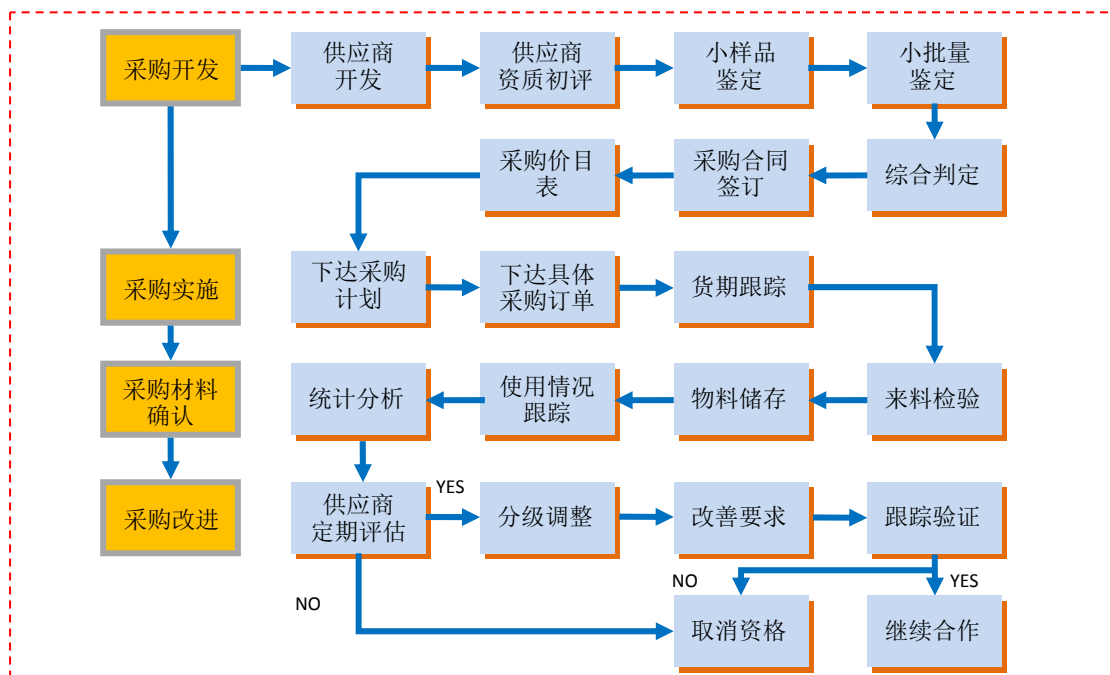 采购开发
供应商
开发
供应商
资质初评
小样品
鉴定
小批量
鉴定
采购价目
表
采购合同
签订
综合判定
采购实施
下达采购
计划
下达具体
采购订单
货期跟踪
采购材料
确认
统计分析
使用情况
跟踪
物料储存
来料检验
采购改进
供应商
定期评估
YES
分级调整
改善要求
跟踪验证
NO
NO
YES
取消资格
继续合作